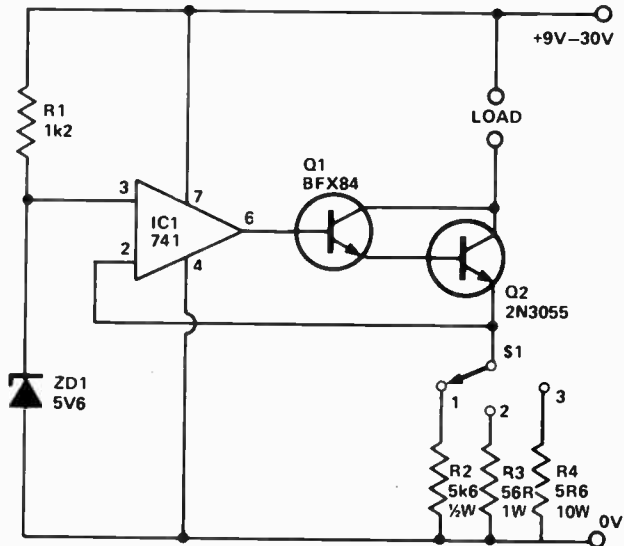 +9V–30V
R1
1k2
LOAD
Q1
BFX84
3
7
IC1
741
6
2
4
Q2
2N3055
S1
ZD1
5V6
1
2
3
R2
5k6
½W
R3
56R
1W
R4
5R6
10W
0V